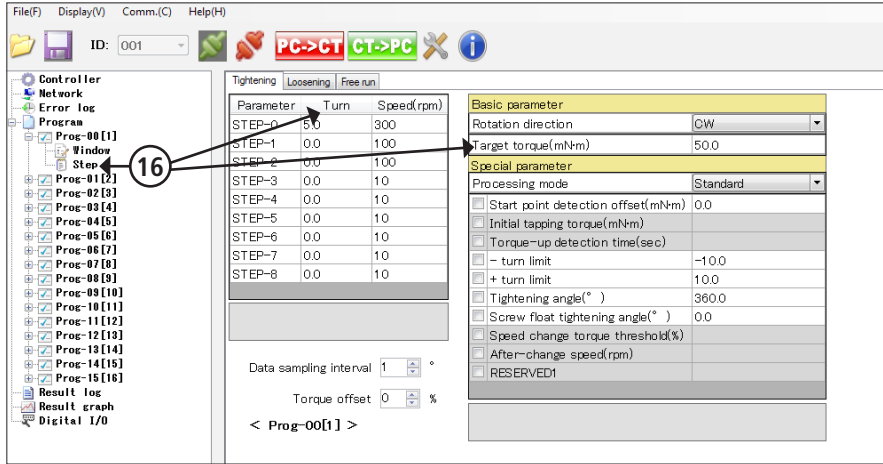 File(F) Display(V) Comm.(C) Help(H)
ID: 001 PC->CT CT->PC
Controller
Network
Error log
Program
Prog-00[1]
Window
Step
Prog-01[2]
Prog-02[3]
Prog-03[4]
Prog-04[5]
Prog-05[6]
Prog-06[7]
Prog-07[8]
Prog-08[9]
Prog-09[10]
Prog-10[11]
Prog-11[12]
Prog-12[13]
Prog-13[14]
Prog-14[15]
Prog-15[16]
Result log
Result graph
Digital I/O
16
Tightening Loosening Free run
Parameter Turn Speed(rpm)
STEP-0 5.0 300
STEP-1 0.0 100
STEP-2 0.0 100
STEP-3 0.0 10
STEP-4 0.0 10
STEP-5 0.0 10
STEP-6 0.0 10
STEP-7 0.0 10
STEP-8 0.0 10
Data sampling interval 1 °
Torque offset 0 %
< Prog-00[1] >
Basic parameter
Rotation direction CW
Target torque(mN·m) 50.0
Special parameter
Processing mode Standard
Start point detection offset(mN·m) 0.0
Initial tapping torque(mN·m)
Torque-up detection time(sec)
- turn limit -10.0
+ turn limit 10.0
Tightening angle(° ) 360.0
Screw float tightening angle(° ) 0.0
Speed change torque threshold(%)
After-change speed(rpm)
RESERVED1